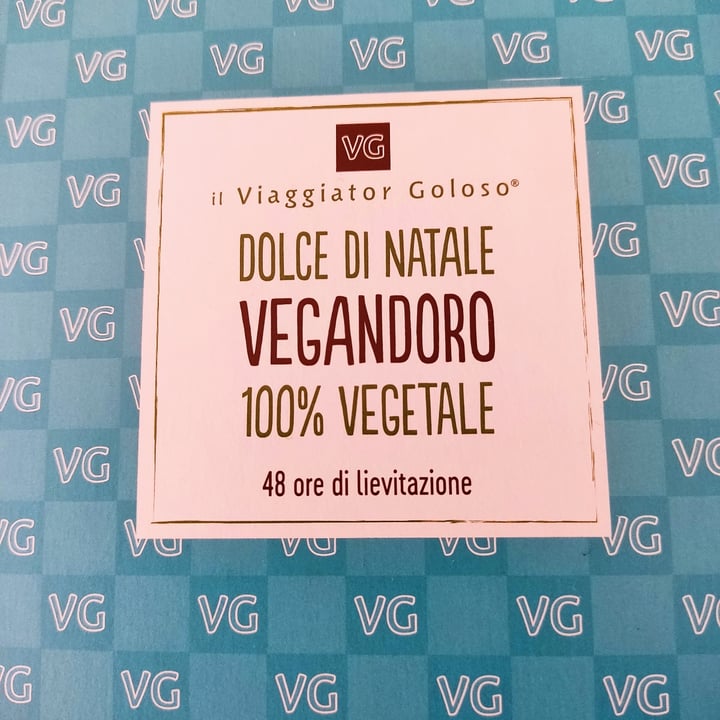 VG
il Viaggiator Goloso®
DOLCE DI NATALE
VEGANDORO
100% VEGETALE
48 ore di lievitazione